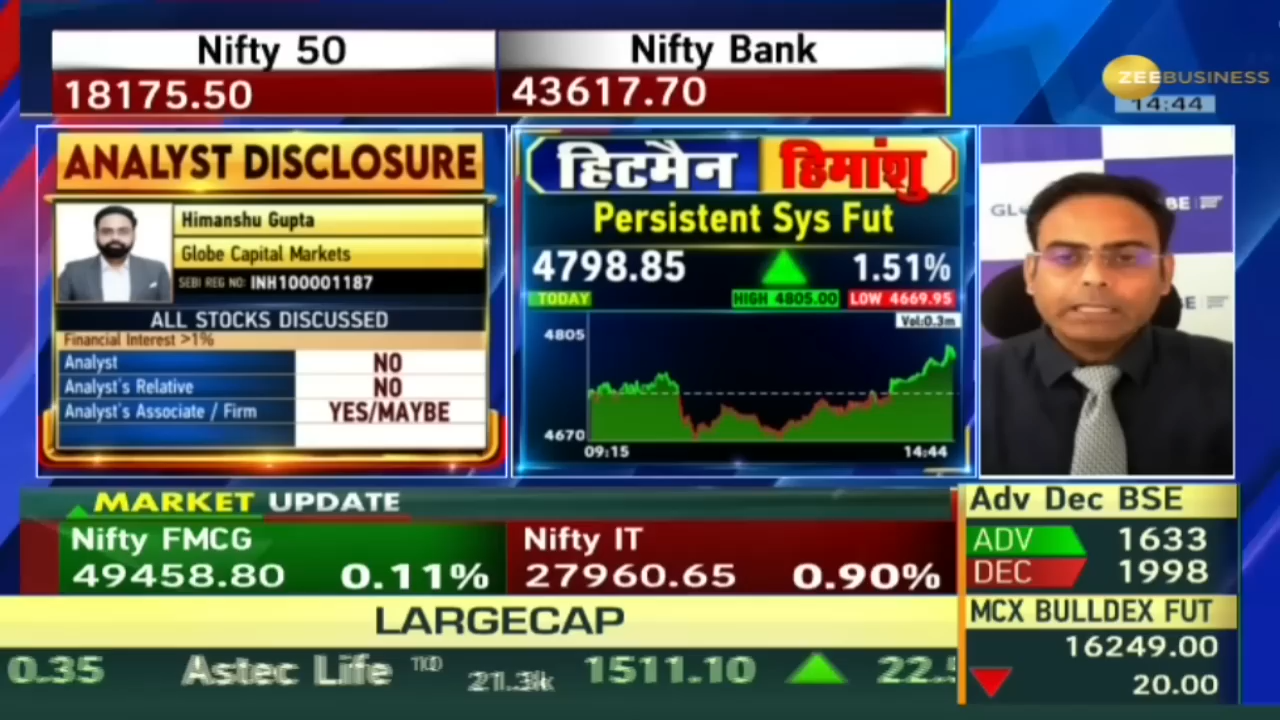 Nifty 50
18175.50
Nifty Bank
43617.70
ZEEBUSINESS
14:44
ANALYST DISCLOSURE
Himanshu Gupta
Globe Capital Markets
SEBI REG NO: INH100001187
ALL STOCKS DISCUSSED
Financial Interest >1%
Analyst NO
Analyst's Relative NO
Analyst's Associate / Firm YES/MAYBE
हिटमैन हिमांशु
Persistent Sys Fut
4798.85 1.51%
TODAY HIGH 4805.00 LOW 4669.95
Vol:0.3m
4805
4670
09:15 14:44
MARKET UPDATE
Nifty FMCG
49458.80 0.11%
Nifty IT
27960.65 0.90%
Adv Dec BSE
ADV 1633
DEC 1998
MCX BULLDEX FUT
16249.00
20.00
LARGECAP
0.35 Astec Life 21.3k 1511.10